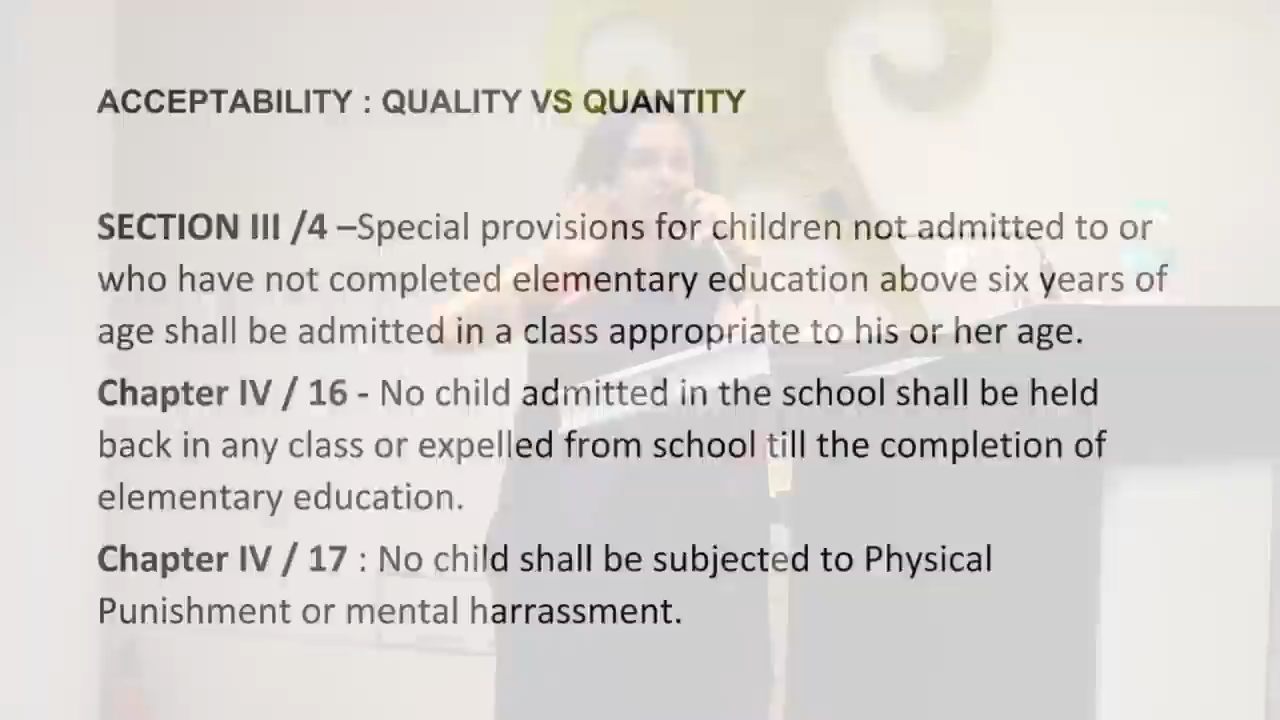 ACCEPTABILITY : QUALITY VS QUANTITY
SECTION III /4 –Special provisions for children not admitted to or
who have not completed elementary education above six years of
age shall be admitted in a class appropriate to his or her age.
Chapter IV / 16 - No child admitted in the school shall be held
back in any class or expelled from school till the completion of
elementary education.
Chapter IV / 17 : No child shall be subjected to Physical
Punishment or mental harrassment.